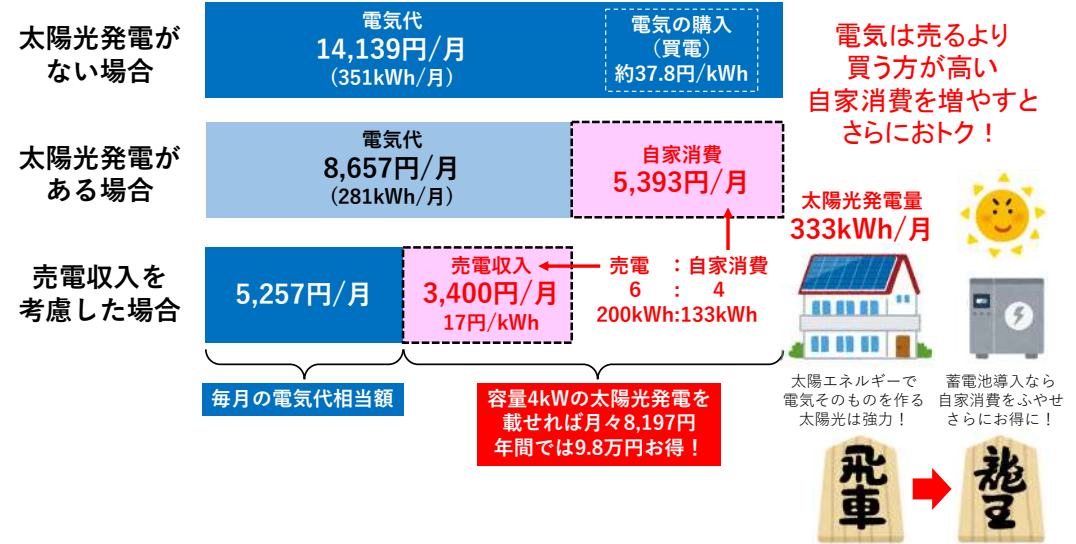 太陽光発電が
ない場合
電気代
14,139円/月
(351kWh/月)
電気の購入
（買電）
約37.8円/kWh
電気は売るより
買う方が高い
自家消費を増やすと
さらにおトク！
太陽光発電が
ある場合
電気代
8,657円/月
(281kWh/月)
自家消費
5,393円/月
太陽光発電量
333kWh/月
売電収入を
考慮した場合
5,257円/月
売電収入
3,400円/月
17円/kWh
売電　：自家消費
6　：　4
200kWh:133kWh
毎月の電気代相当額
容量4kWの太陽光発電を
載せれば月々8,197円
年間では9.8万円お得！
太陽エネルギーで
電気そのものを作る
太陽光は強力！
蓄電池導入なら
自家消費をふやせ
さらにお得に！
飛車
龍王